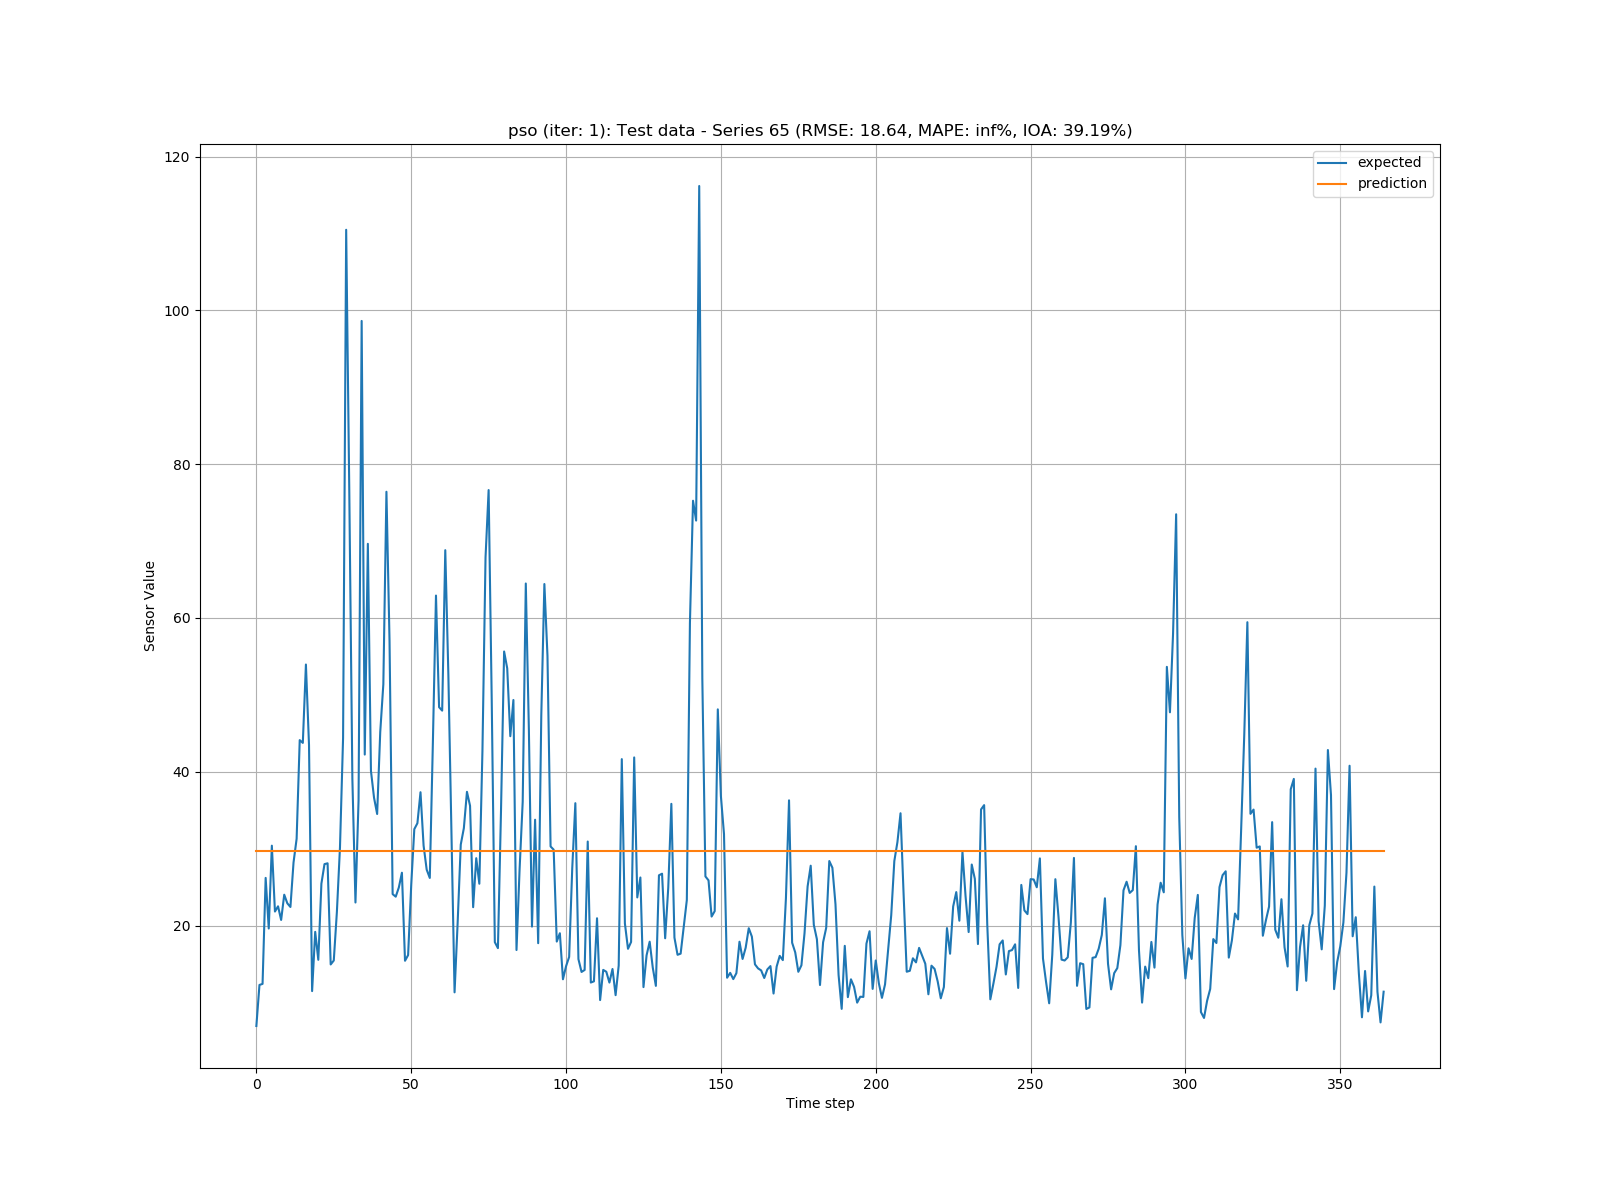 pso (iter: 1): Test data - Series 65 (RMSE: 18.64, MAPE: inf%, IOA: 39.19%)
expected
prediction
120
100
80
60
40
20
Sensor Value
0 50 100 150 200 250 300 350
Time step